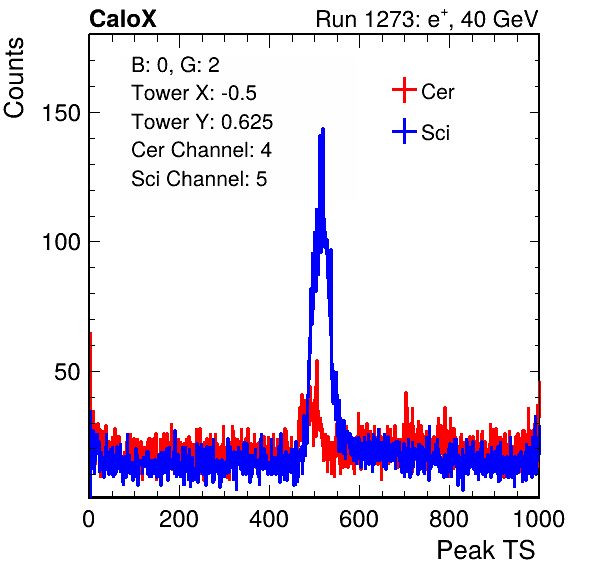 CaloX Run 1273: e⁺, 40 GeV
Counts
B: 0, G: 2
Tower X: -0.5
Tower Y: 0.625
Cer Channel: 4
Sci Channel: 5
Cer
Sci
150
100
50
0 200 400 600 800 1000
Peak TS